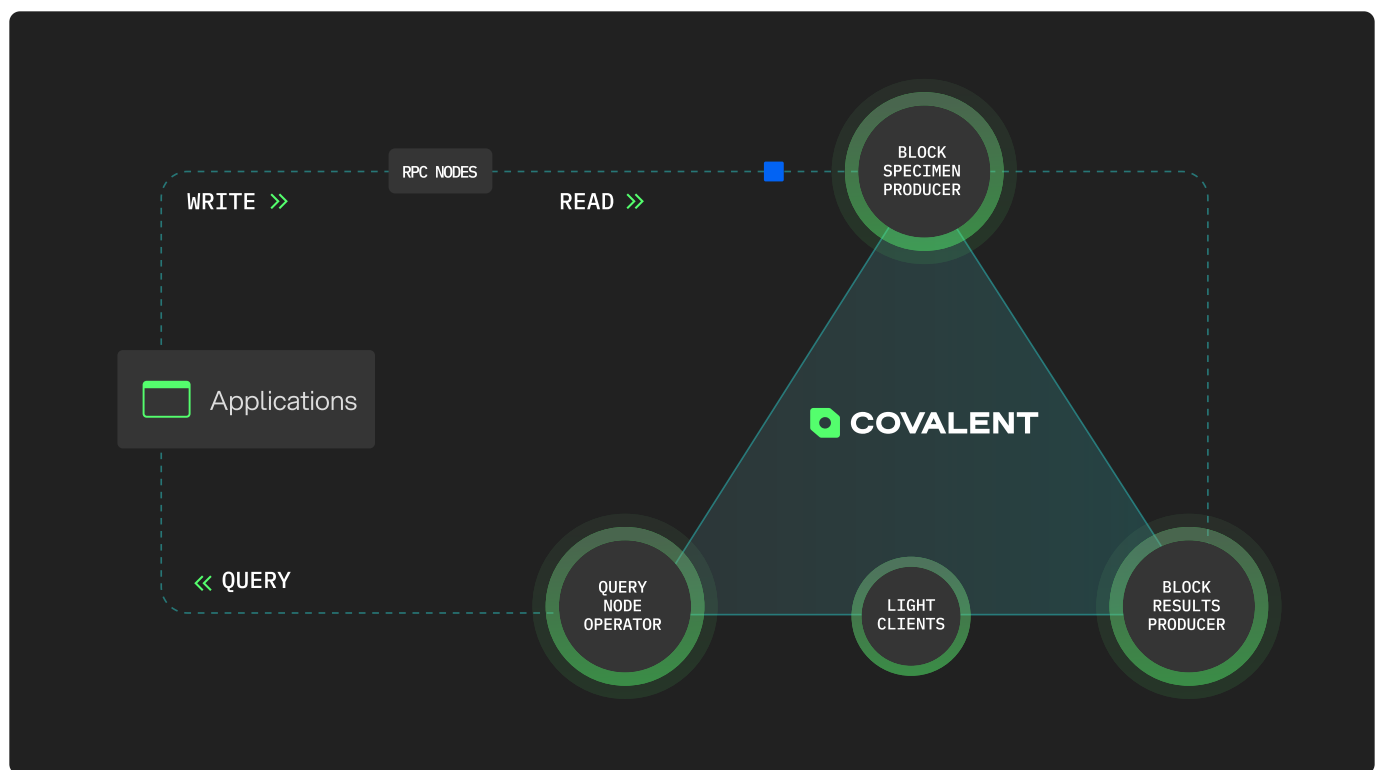 BLOCK
SPECIMEN
PRODUCER
RPC NODES
WRITE
READ
Applications
COVALENT
QUERY
QUERY
NODE
OPERATOR
LIGHT
CLIENTS
BLOCK
RESULTS
PRODUCER